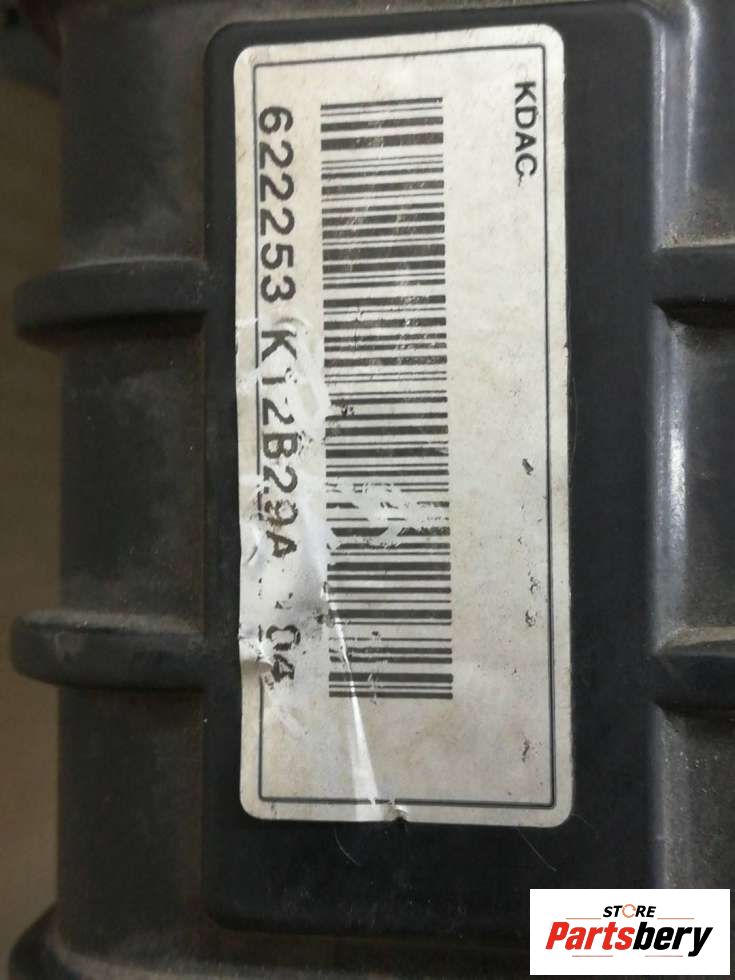 KDAC
622253 K12B29A 04
STORE
Partsbery